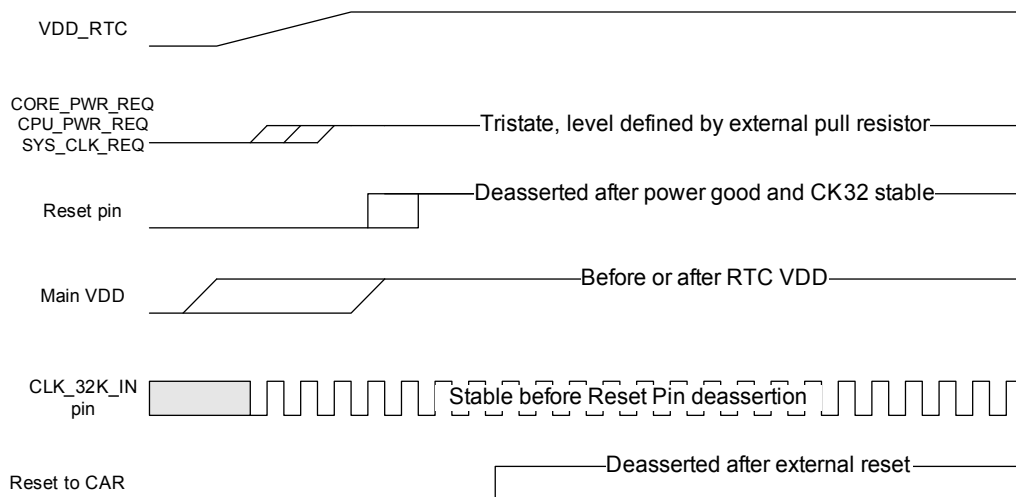 VDD_RTC
CORE_PWR_REQ
CPU_PWR_REQ
SYS_CLK_REQ
Tristate, level defined by external pull resistor
Reset pin
Deasserted after power good and CK32 stable
Main VDD
Before or after RTC VDD
CLK_32K_IN
pin
Stable before Reset Pin deassertion
Reset to CAR
Deasserted after external reset